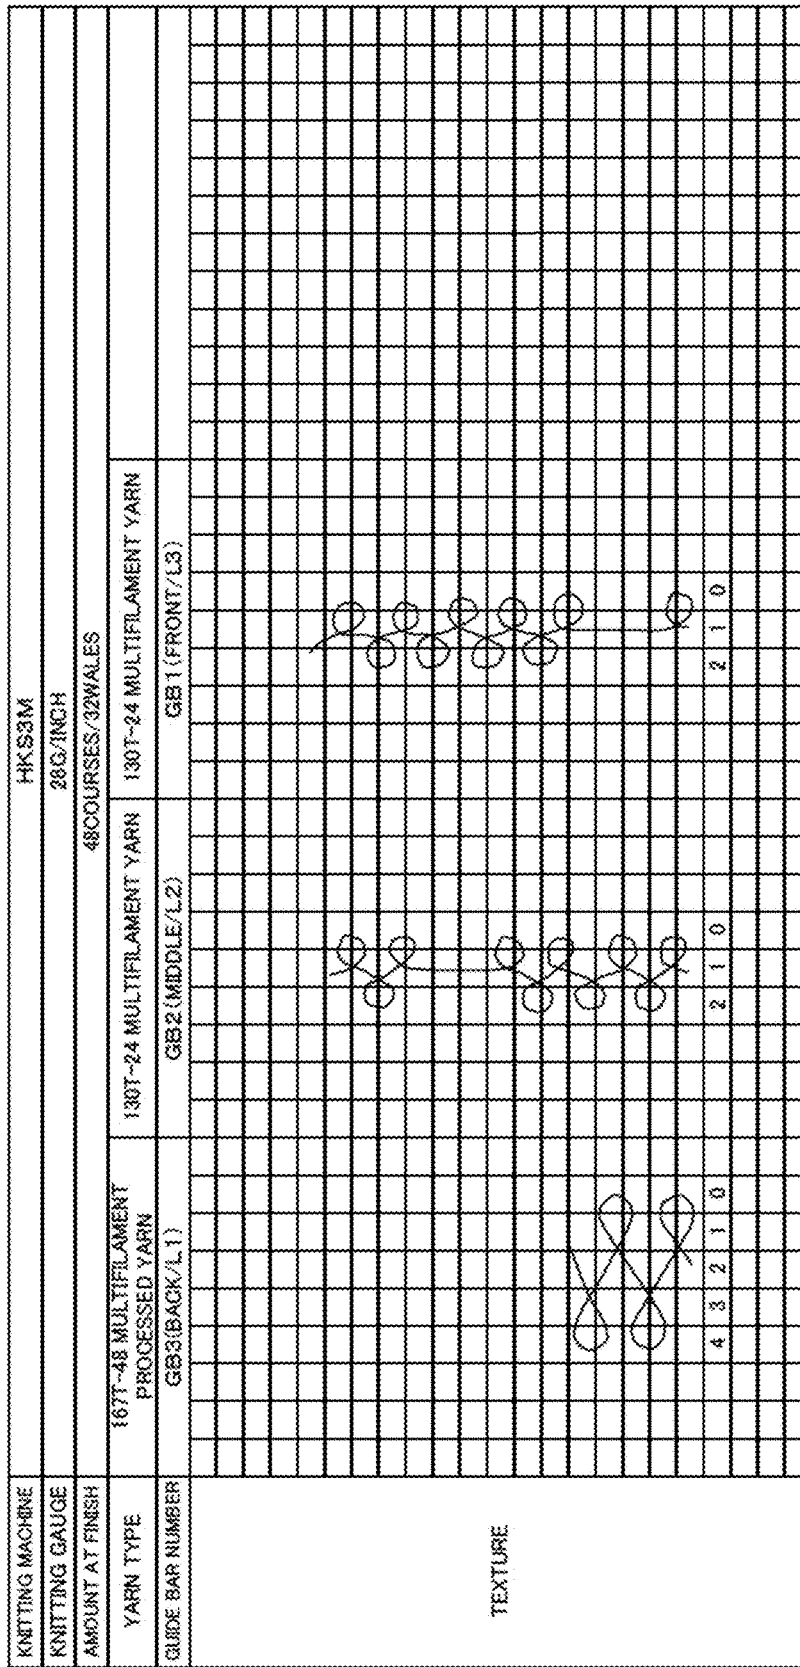 KNITTING MACHINE
HKS3M
KNITTING GAUGE
28G/INCH
AMOUNT AT FINISH
48COURSES/32WALES
YARN TYPE
167T-48 MULTIFILAMENT
PROCESSED YARN
130T-24 MULTIFILAMENT YARN
130T-24 MULTIFILAMENT YARN
GUIDE BAR NUMBER
GB3(BACK/L1)
GB2(MIDDLE/L2)
GB1(FRONT/L3)
TEXTURE
4 3 2 1 0
2 1 0
2 1 0